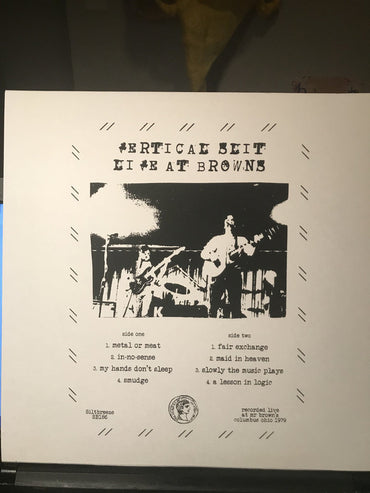 VERTICAL SLIT
LIVE AT BROWNS
side one
1. metal or meat
2. in-no-sense
3. my hands don't sleep
4. smudge
side two
1. fair exchange
2. maid in heaven
3. slowly the music plays
4. a lesson in logic
Siltbreeze
SB186
recorded live
at mr brown's
columbus ohio 1979